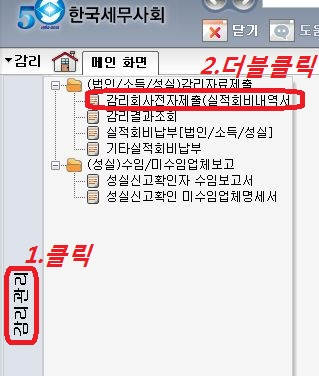 50 한국세무사회
닫기 도움
▼감리 메인 화면
2.더블클릭
(법인/소득/성실)감리자료제출
감리회사전자제출(실적회비내역서)
감리결과조회
실적회비납부[법인/소득/성실]
기타실적회비납부
(성실)수임/미수임업체보고
성실신고확인자 수임보고서
성실신고확인 미수임업체명세서
1.클릭
감리관리